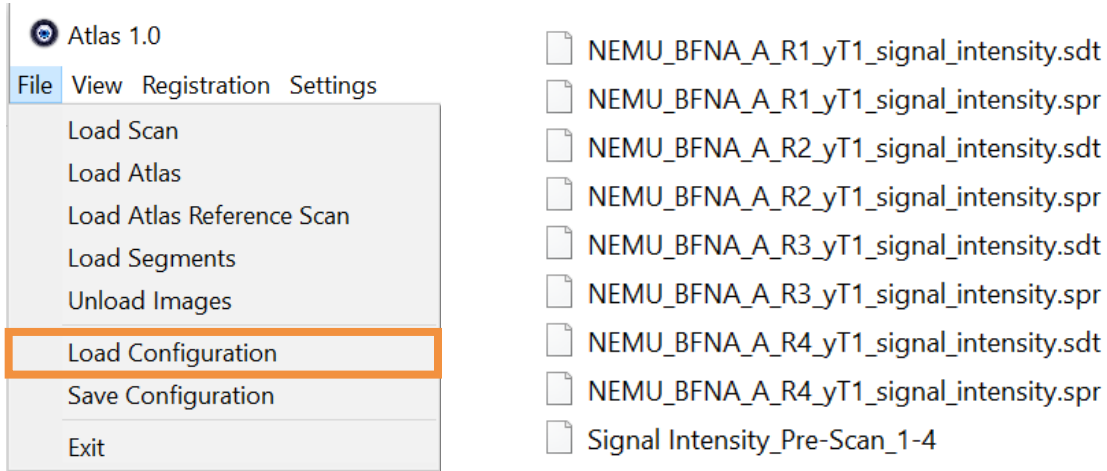 Atlas 1.0
File View Registration Settings
Load Scan
Load Atlas
Load Atlas Reference Scan
Load Segments
Unload Images
Load Configuration
Save Configuration
Exit
NEMU_BFNA_A_R1_yT1_signal_intensity.sdt
NEMU_BFNA_A_R1_yT1_signal_intensity.spr
NEMU_BFNA_A_R2_yT1_signal_intensity.sdt
NEMU_BFNA_A_R2_yT1_signal_intensity.spr
NEMU_BFNA_A_R3_yT1_signal_intensity.sdt
NEMU_BFNA_A_R3_yT1_signal_intensity.spr
NEMU_BFNA_A_R4_yT1_signal_intensity.sdt
NEMU_BFNA_A_R4_yT1_signal_intensity.spr
Signal Intensity_Pre-Scan_1-4